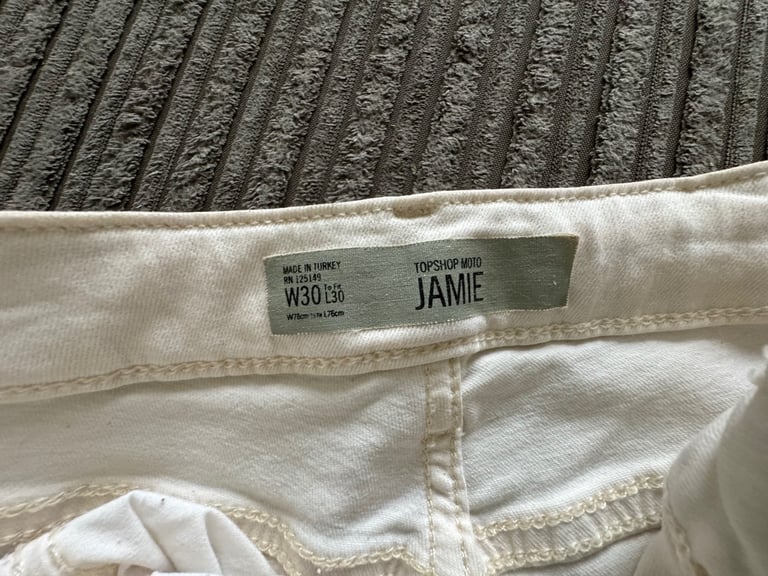 MADE IN TURKEY
RN 125149
W30 To Fit L30
W76cm To Fit L76cm
TOPSHOP MOTO
JAMIE